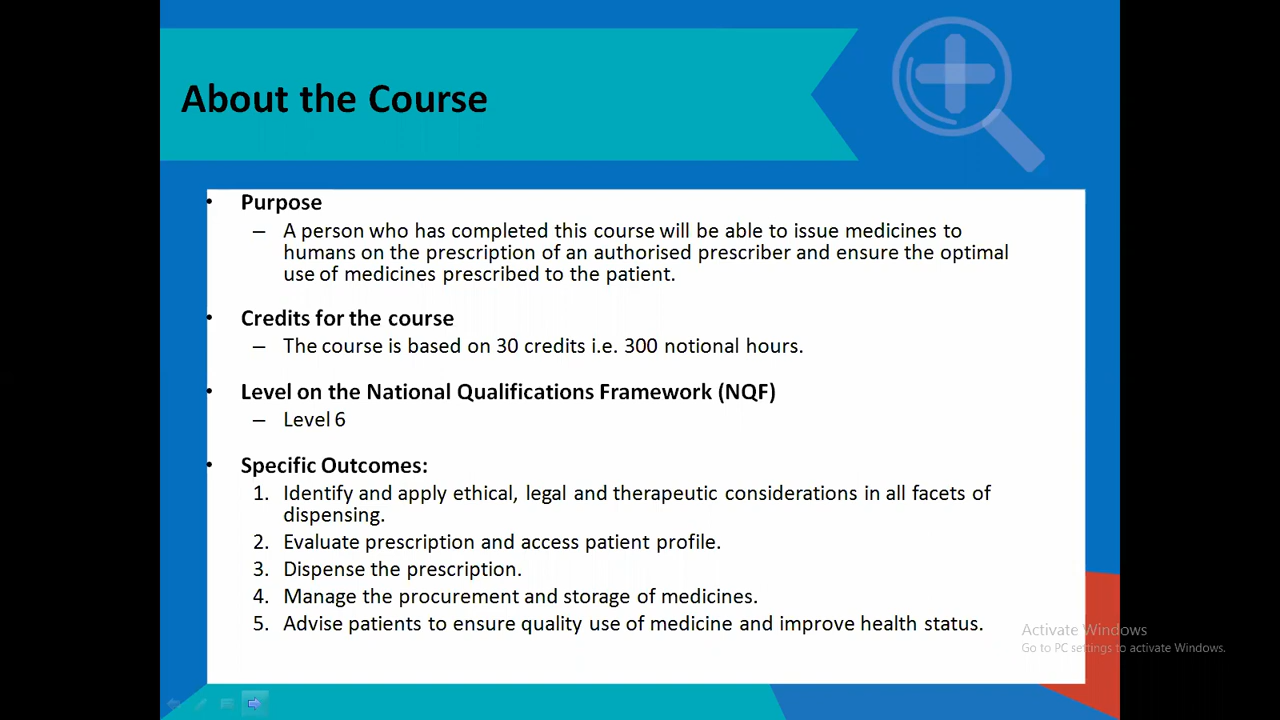 About the Course
• Purpose
– A person who has completed this course will be able to issue medicines to
humans on the prescription of an authorised prescriber and ensure the optimal
use of medicines prescribed to the patient.
• Credits for the course
– The course is based on 30 credits i.e. 300 notional hours.
• Level on the National Qualifications Framework (NQF)
– Level 6
• Specific Outcomes:
1. Identify and apply ethical, legal and therapeutic considerations in all facets of
dispensing.
2. Evaluate prescription and access patient profile.
3. Dispense the prescription.
4. Manage the procurement and storage of medicines.
5. Advise patients to ensure quality use of medicine and improve health status.
Activate Windows
Go to PC settings to activate Windows.